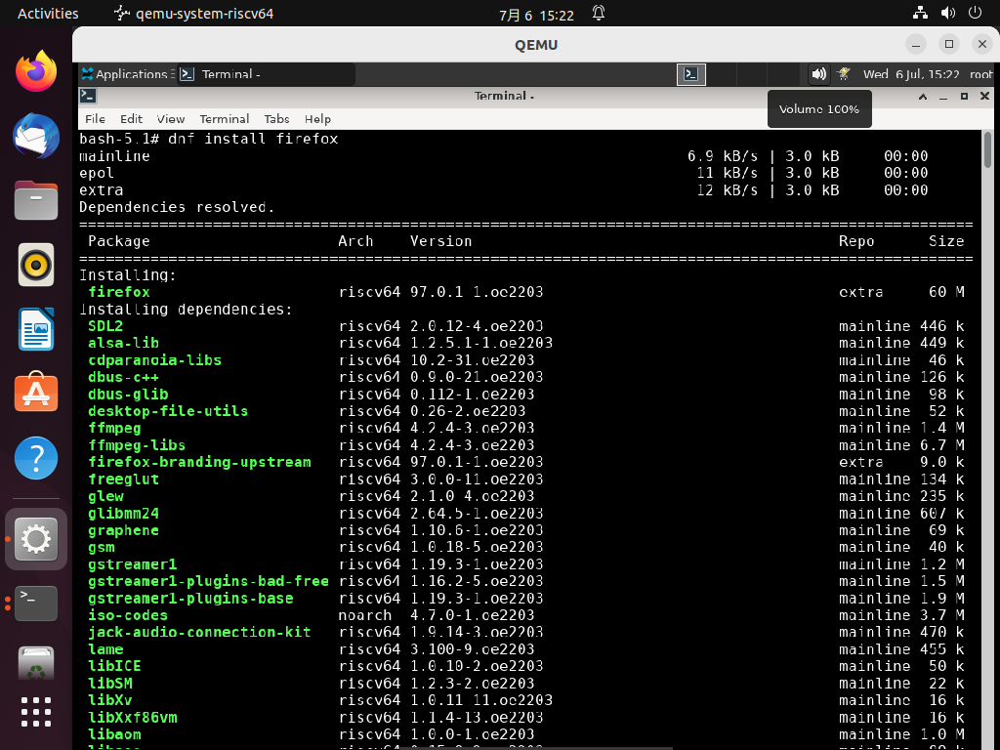 Activities qemu-system-riscv64 7月 6 15:22
QEMU
Applications Terminal - Wed 6 Jul, 15:22 root
Terminal -
Volume 100%
File Edit View Terminal Tabs Help
bash-5.1# dnf install firefox
mainline 6.9 kB/s | 3.0 kB 00:00
epol 11 kB/s | 3.0 kB 00:00
extra 12 kB/s | 3.0 kB 00:00
Dependencies resolved.
Package Arch Version Repo Size
Installing:
firefox riscv64 97.0.1 1.oe2203 extra 60 M
Installing dependencies:
SDL2 riscv64 2.0.12-4.oe2203 mainline 446 k
alsa-lib riscv64 1.2.5.1-1.oe2203 mainline 449 k
cdparanoia-libs riscv64 10.2-31.oe2203 mainline 46 k
dbus-c++ riscv64 0.9.0-21.oe2203 mainline 126 k
dbus-glib riscv64 0.112-1.oe2203 mainline 98 k
desktop-file-utils riscv64 0.26-2.oe2203 mainline 52 k
ffmpeg riscv64 4.2.4-3.oe2203 mainline 1.4 M
ffmpeg-libs riscv64 4.2.4-3.oe2203 mainline 6.7 M
firefox-branding-upstream riscv64 97.0.1-1.oe2203 extra 9.0 k
freeglut riscv64 3.0.0-11.oe2203 mainline 134 k
glew riscv64 2.1.0 4.oe2203 mainline 235 k
glibmm24 riscv64 2.64.5-1.oe2203 mainline 607 k
graphene riscv64 1.10.6-1.oe2203 mainline 69 k
gsm riscv64 1.0.18-5.oe2203 mainline 40 k
gstreamer1 riscv64 1.19.3-1.oe2203 mainline 1.2 M
gstreamer1-plugins-bad-free riscv64 1.16.2-5.oe2203 mainline 1.5 M
gstreamer1-plugins-base riscv64 1.19.3-1.oe2203 mainline 1.9 M
iso-codes noarch 4.7.0-1.oe2203 mainline 3.7 M
jack-audio-connection-kit riscv64 1.9.14-3.oe2203 mainline 470 k
lame riscv64 3.100-9.oe2203 mainline 455 k
libICE riscv64 1.0.10-2.oe2203 mainline 50 k
libSM riscv64 1.2.3-2.oe2203 mainline 22 k
libXv riscv64 1.0.11 11.oe2203 mainline 16 k
libXxf86vm riscv64 1.1.4-13.oe2203 mainline 16 k
libaom riscv64 1.0.0-1.oe2203 mainline 1.0 M